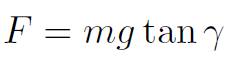 F = mg tan γ